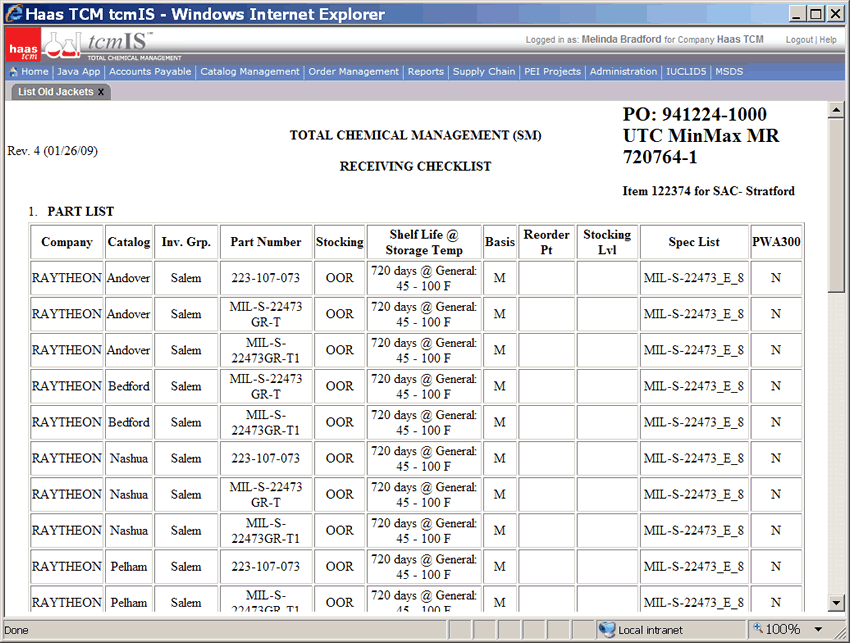 Haas TCM tcmIS - Windows Internet Explorer
haas tcm
tcmIS™
TOTAL CHEMICAL MANAGEMENT
Logged in as: Melinda Bradford for Company Haas TCM Logout | Help
Home | Java App | Accounts Payable | Catalog Management | Order Management | Reports | Supply Chain | PEI Projects | Administration | IUCLID5 | MSDS
List Old Jackets x
Rev. 4 (01/26/09)
TOTAL CHEMICAL MANAGEMENT (SM)
RECEIVING CHECKLIST
PO: 941224-1000
UTC MinMax MR
720764-1
Item 122374 for SAC- Stratford
1. PART LIST
Company Catalog Inv. Grp. Part Number Stocking Shelf Life @ Storage Temp Basis Reorder Pt Stocking Lvl Spec List PWA300
RAYTHEON Andover Salem 223-107-073 OOR 720 days @ General: 45 - 100 F M MIL-S-22473_E_8 N
RAYTHEON Andover Salem MIL-S-22473 GR-T OOR 720 days @ General: 45 - 100 F M MIL-S-22473_E_8 N
RAYTHEON Andover Salem MIL-S-22473GR-T1 OOR 720 days @ General: 45 - 100 F M MIL-S-22473_E_8 N
RAYTHEON Bedford Salem MIL-S-22473 GR-T OOR 720 days @ General: 45 - 100 F M MIL-S-22473_E_8 N
RAYTHEON Bedford Salem MIL-S-22473GR-T1 OOR 720 days @ General: 45 - 100 F M MIL-S-22473_E_8 N
RAYTHEON Nashua Salem 223-107-073 OOR 720 days @ General: 45 - 100 F M MIL-S-22473_E_8 N
RAYTHEON Nashua Salem MIL-S-22473 GR-T OOR 720 days @ General: 45 - 100 F M MIL-S-22473_E_8 N
RAYTHEON Nashua Salem MIL-S-22473GR-T1 OOR 720 days @ General: 45 - 100 F M MIL-S-22473_E_8 N
RAYTHEON Pelham Salem 223-107-073 OOR 720 days @ General: 45 - 100 F M MIL-S-22473_E_8 N
RAYTHEON Pelham Salem MIL-S-22473GR-T1 OOR 720 days @ General: 45 - 100 F M MIL-S-22473_E_8 N
Done Local intranet 100%